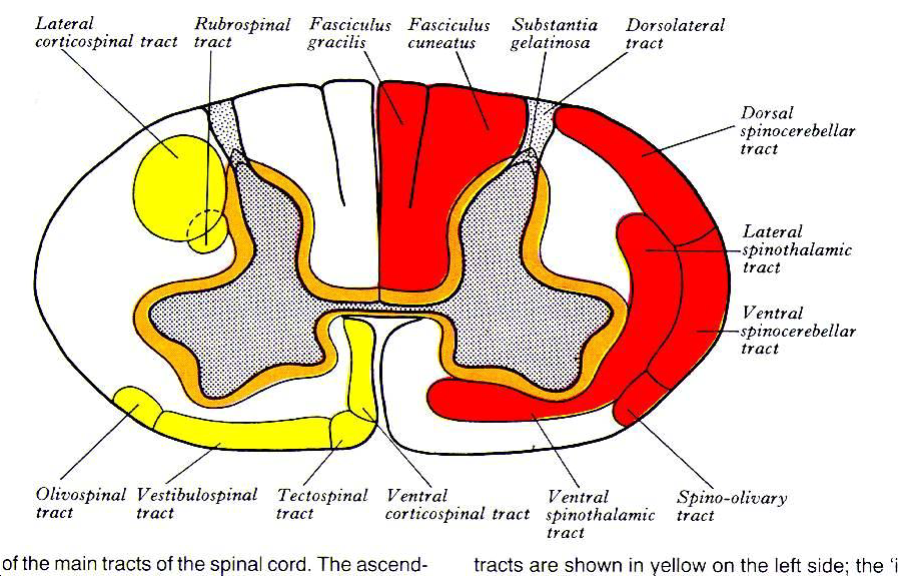 Lateral
corticospinal tract
Rubrospinal
tract
Fasciculus
gracilis
Fasciculus
cuneatus
Substantia
gelatinosa
Dorsolateral
tract
Dorsal
spinocerebellar
tract
Lateral
spinothalamic
tract
Ventral
spinocerebellar
tract
Olivospinal
tract
Vestibulospinal
tract
Tectospinal
tract
Ventral
corticospinal tract
Ventral
spinothalamic
tract
Spino-olivary
tract
of the main tracts of the spinal cord. The ascend-
tracts are shown in yellow on the left side; the ‘i